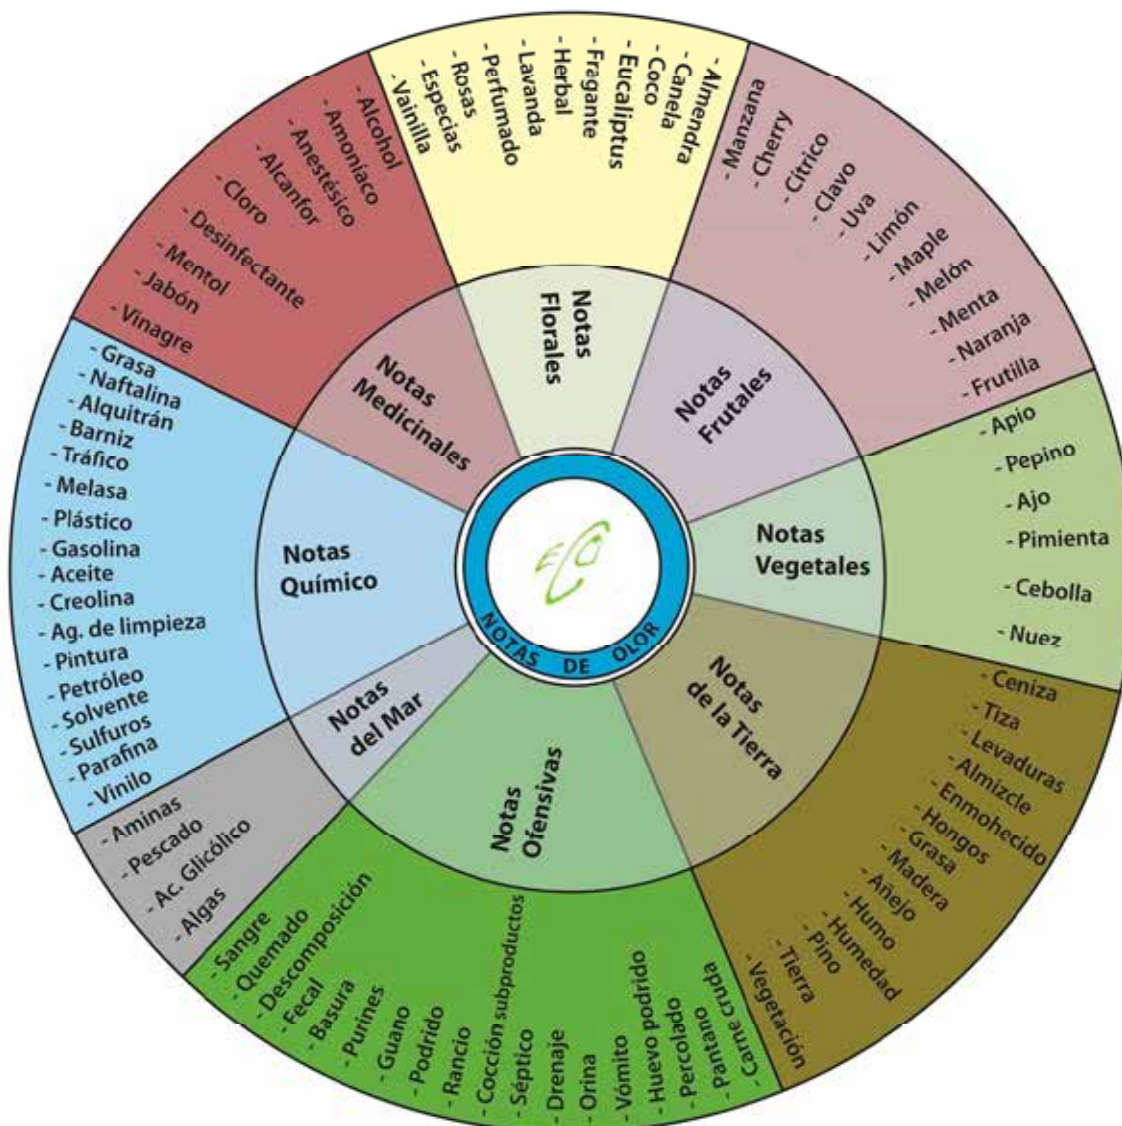 - Vainilla
- Especias
- Rosas
- Perfumado
- Lavanda
- Herbal
- Fragante
- Eucaliptus
- Coco
- Canela
- Almendra
- Manzana
- Cherry
- Cítrico
- Clavo
- Uva
- Limón
- Maple
- Melón
- Menta
- Naranja
- Frutilla
- Apio
- Pepino
- Ajo
- Pimienta
- Cebolla
- Nuez
- Ceniza
- Tiza
- Levaduras
- Almizcle
- Enmohecido
- Hongos
- Grasa
- Madera
- Añejo
- Humo
- Humedad
- Pino
- Tierra
- Vegetación
- Carne cruda
- Pantano
- Percolado
- Huevo podrido
- Vómito
- Orina
- Drenaje
- Séptico
- Cocción subproductos
- Rancio
- Podrido
- Guano
- Purines
- Basura
- Fecal
- Descomposición
- Quemado
- Sangre
- Algas
- Ac. Glicólico
- Pescado
- Aminas
- Vinilo
- Parafina
- Sulfuros
- Solvente
- Petróleo
- Pintura
- Ag. de limpieza
- Creolina
- Aceite
- Gasolina
- Plástico
- Melasa
- Tráfico
- Barniz
- Alquitrán
- Naftalina
- Grasa
- Vinagre
- Jabón
- Mentol
- Desinfectante
- Cloro
- Alcanfor
- Anestésico
- Amoníaco
- Alcohol
Notas
Florales
Notas
Frutales
Notas
Vegetales
Notas
de la Tierra
Notas
Ofensivas
Notas
del Mar
Notas
Químico
Notas
Medicinales
ECO
NOTAS DE OLOR